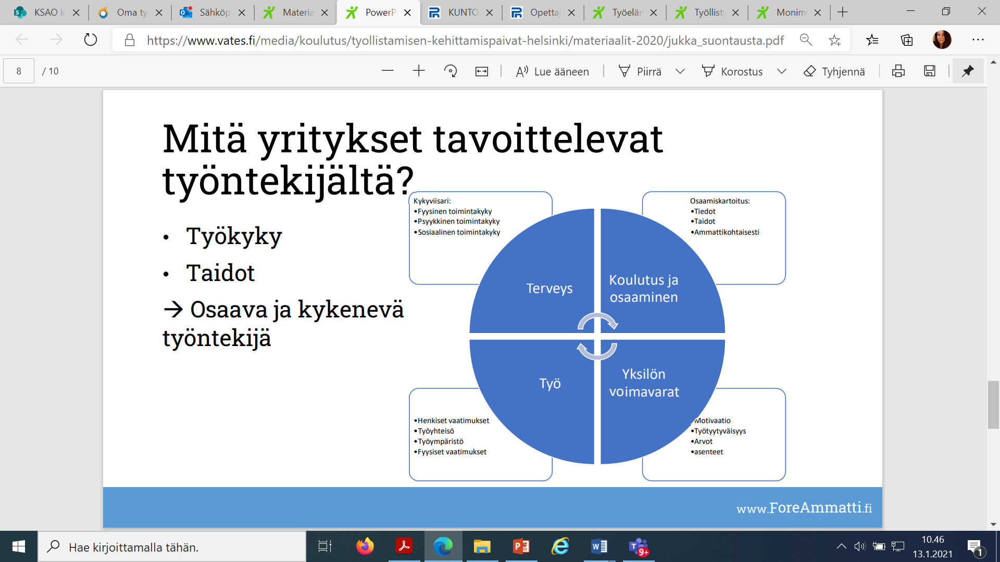 KSAO in
Oma ty
Sähköp
Materia
PowerP
KUNTO
Opettaj
Työelän
Työllisty
Monim
https://www.vates.fi/media/koulutus/tyollistamisen-kehittamispaivat-helsinki/materiaalit-2020/jukka_suontausta.pdf
8 / 10
Lue ääneen
Piirrä
Korostus
Tyhjennä
Mitä yritykset tavoittelevat
työntekijältä?
• Työkyky
• Taidot
→ Osaava ja kykenevä
työntekijä
Kykyviisari:
•Fyysinen toimintakyky
•Psyykkinen toimintakyky
•Sosiaalinen toimintakyky
Osaamiskartoitus:
•Tiedot
•Taidot
•Ammattikohtaisesti
Terveys
Koulutus ja
osaaminen
Työ
Yksilön
voimavarat
•Henkiset vaatimukset
•Työyhteisö
•Työympäristö
•Fyysiset vaatimukset
Motivaatio
•Työtyytyväisyys
•Arvot
•asenteet
www.ForeAmmatti.fi
Hae kirjoittamalla tähän.
9+
10.46
13.1.2021
1